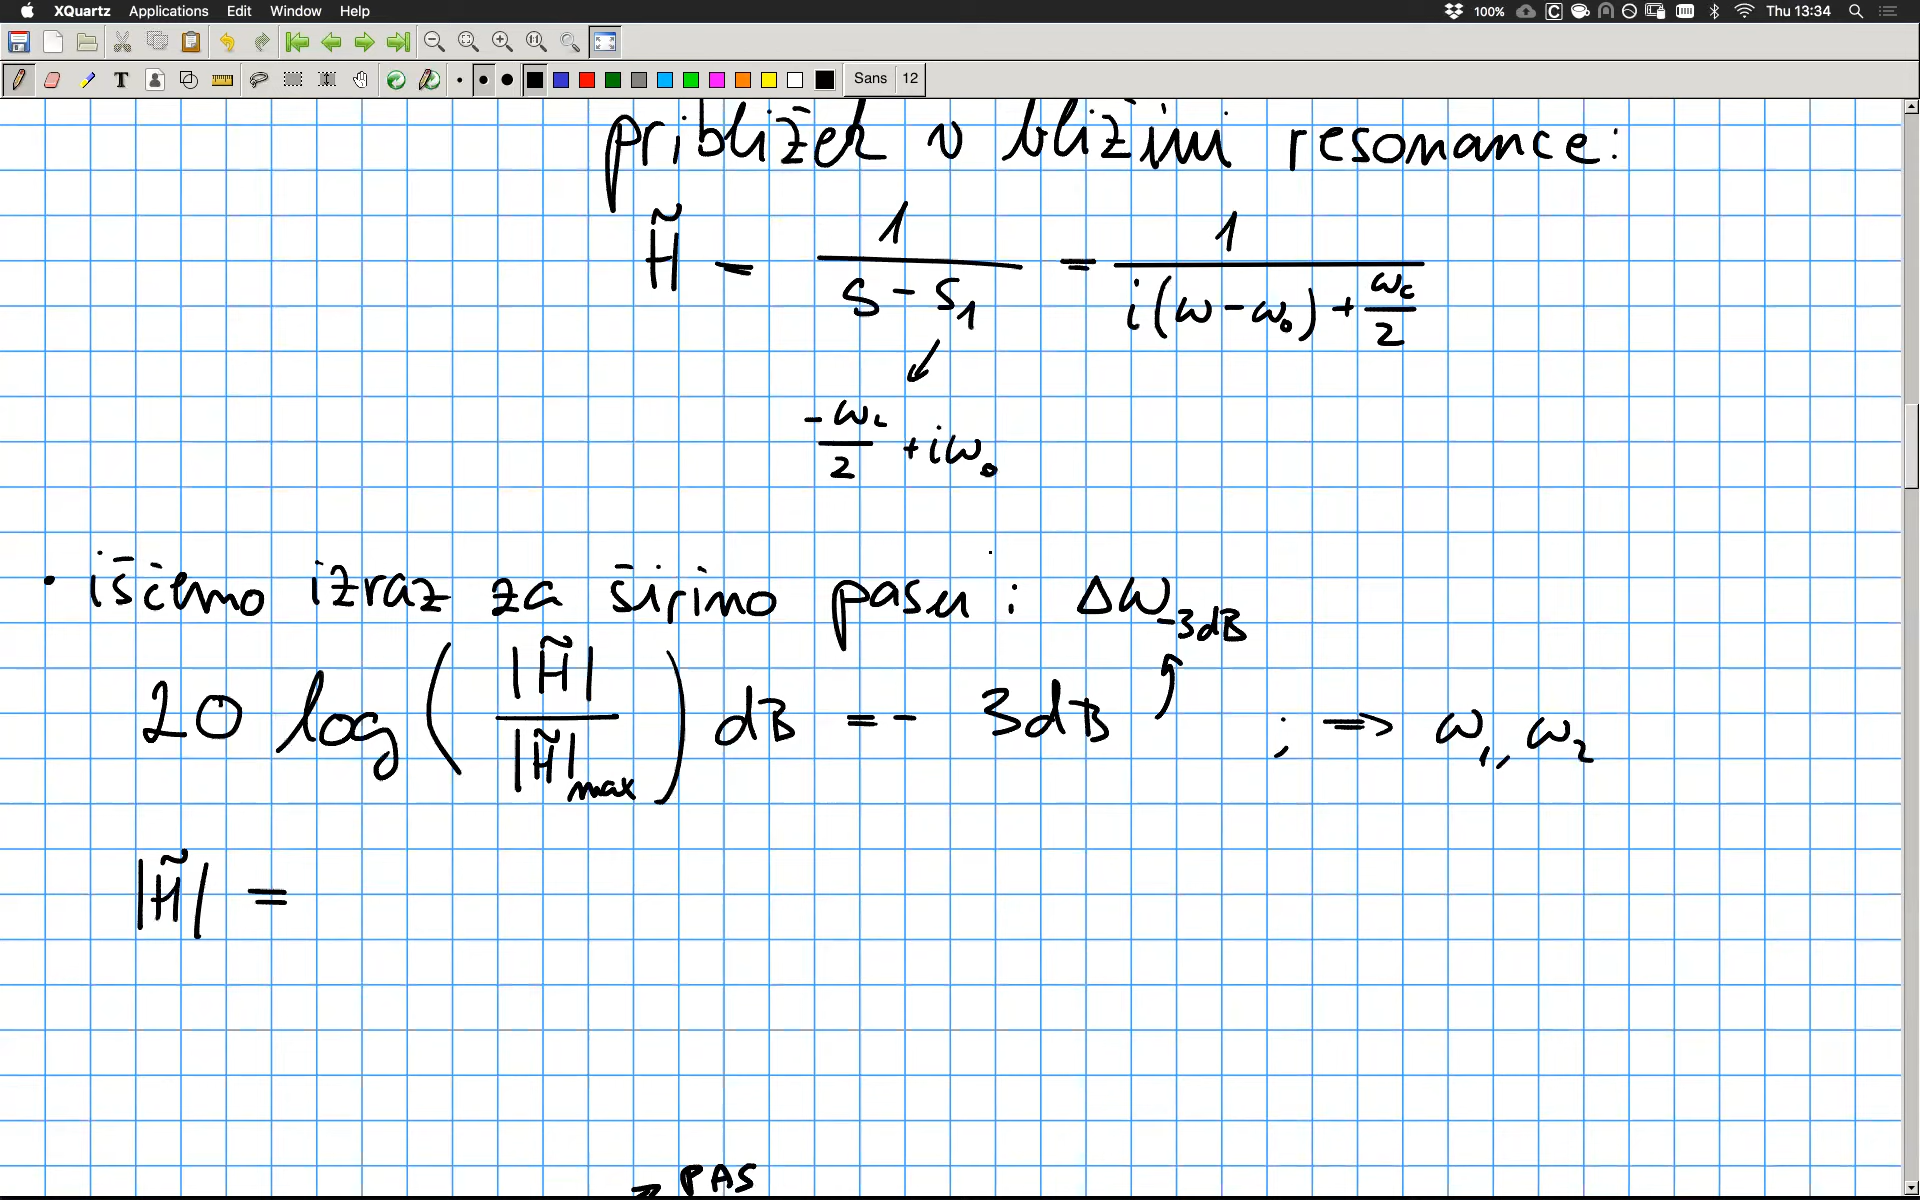 XQuartz Applications Edit Window Help 100% Thu 13:34
Sans 12
približek v bližini resonance:
H̃ = 1/(s - s₁) = 1/(i(ω - ω₀) + ω_c/2)
-ω_c/2 + iω₀
• iščemo izraz za širino pasu : Δω_-3dB
20 log(|H̃|/|H̃|max) dB = - 3dB ; => ω₁, ω₂
|H̃| =
PAS